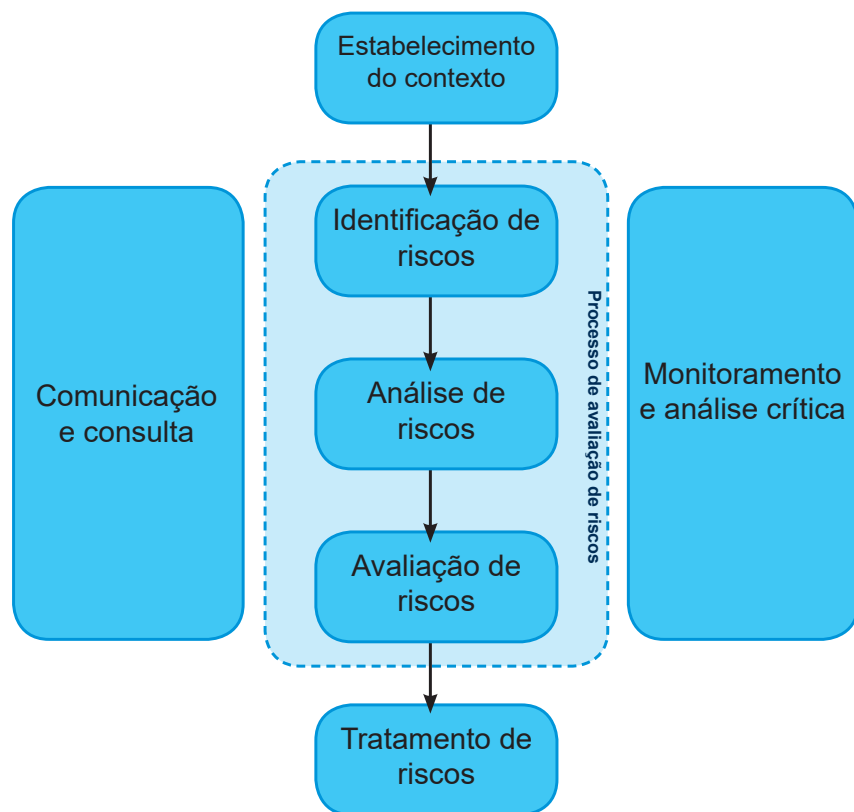 Estabelecimento
do contexto
Identificação de
riscos
Análise de
riscos
Avaliação de
riscos
Processo de avaliação de riscos
Comunicação
e consulta
Monitoramento
e análise crítica
Tratamento de
riscos